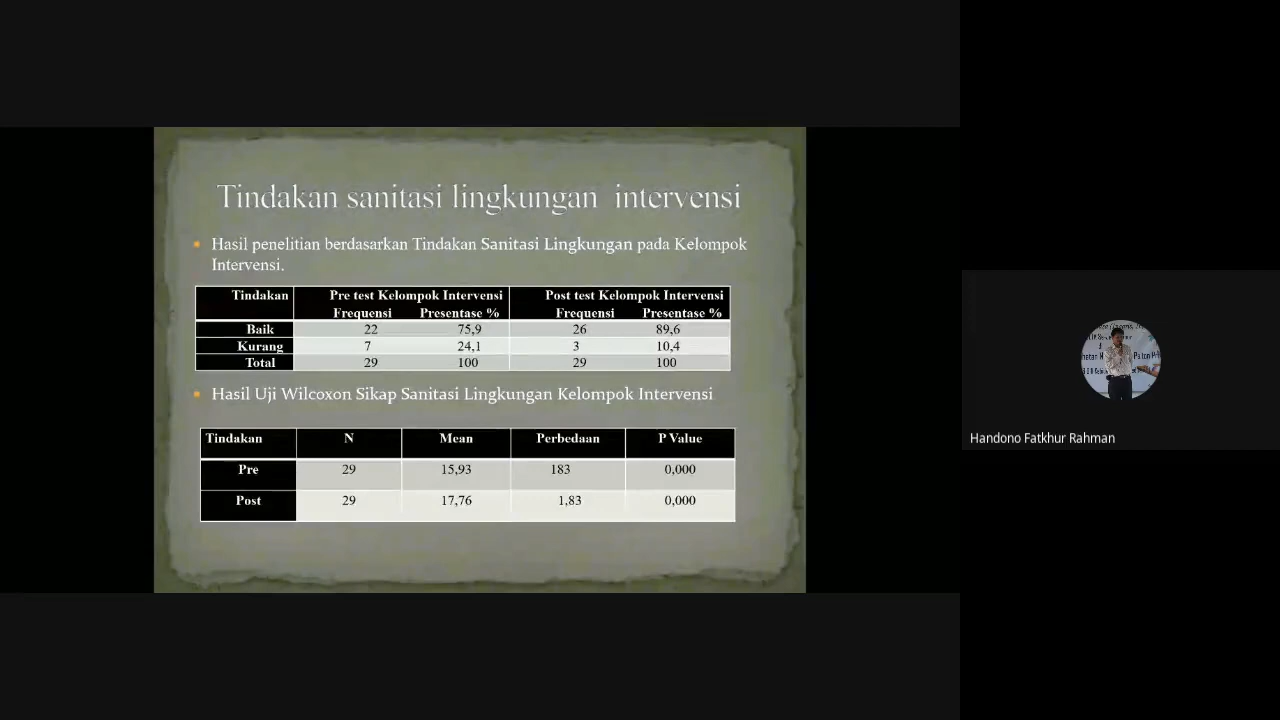 Tindakan sanitasi lingkungan intervensi
Hasil penelitian berdasarkan Tindakan Sanitasi Lingkungan pada Kelompok
Intervensi.
Tindakan Pre test Kelompok Intervensi Post test Kelompok Intervensi
Frekuensi Presentase % Frekuensi Presentase %
Baik 22 75,9 26 89,6
Kurang 7 24,1 3 10,4
Total 29 100 29 100
Hasil Uji Wilcoxon Sikap Sanitasi Lingkungan Kelompok Intervensi
Tindakan N Mean Perbedaan P Value
Pre 29 15,93 183 0,000
Post 29 17,76 1,83 0,000
Handono Fatkhur Rahman